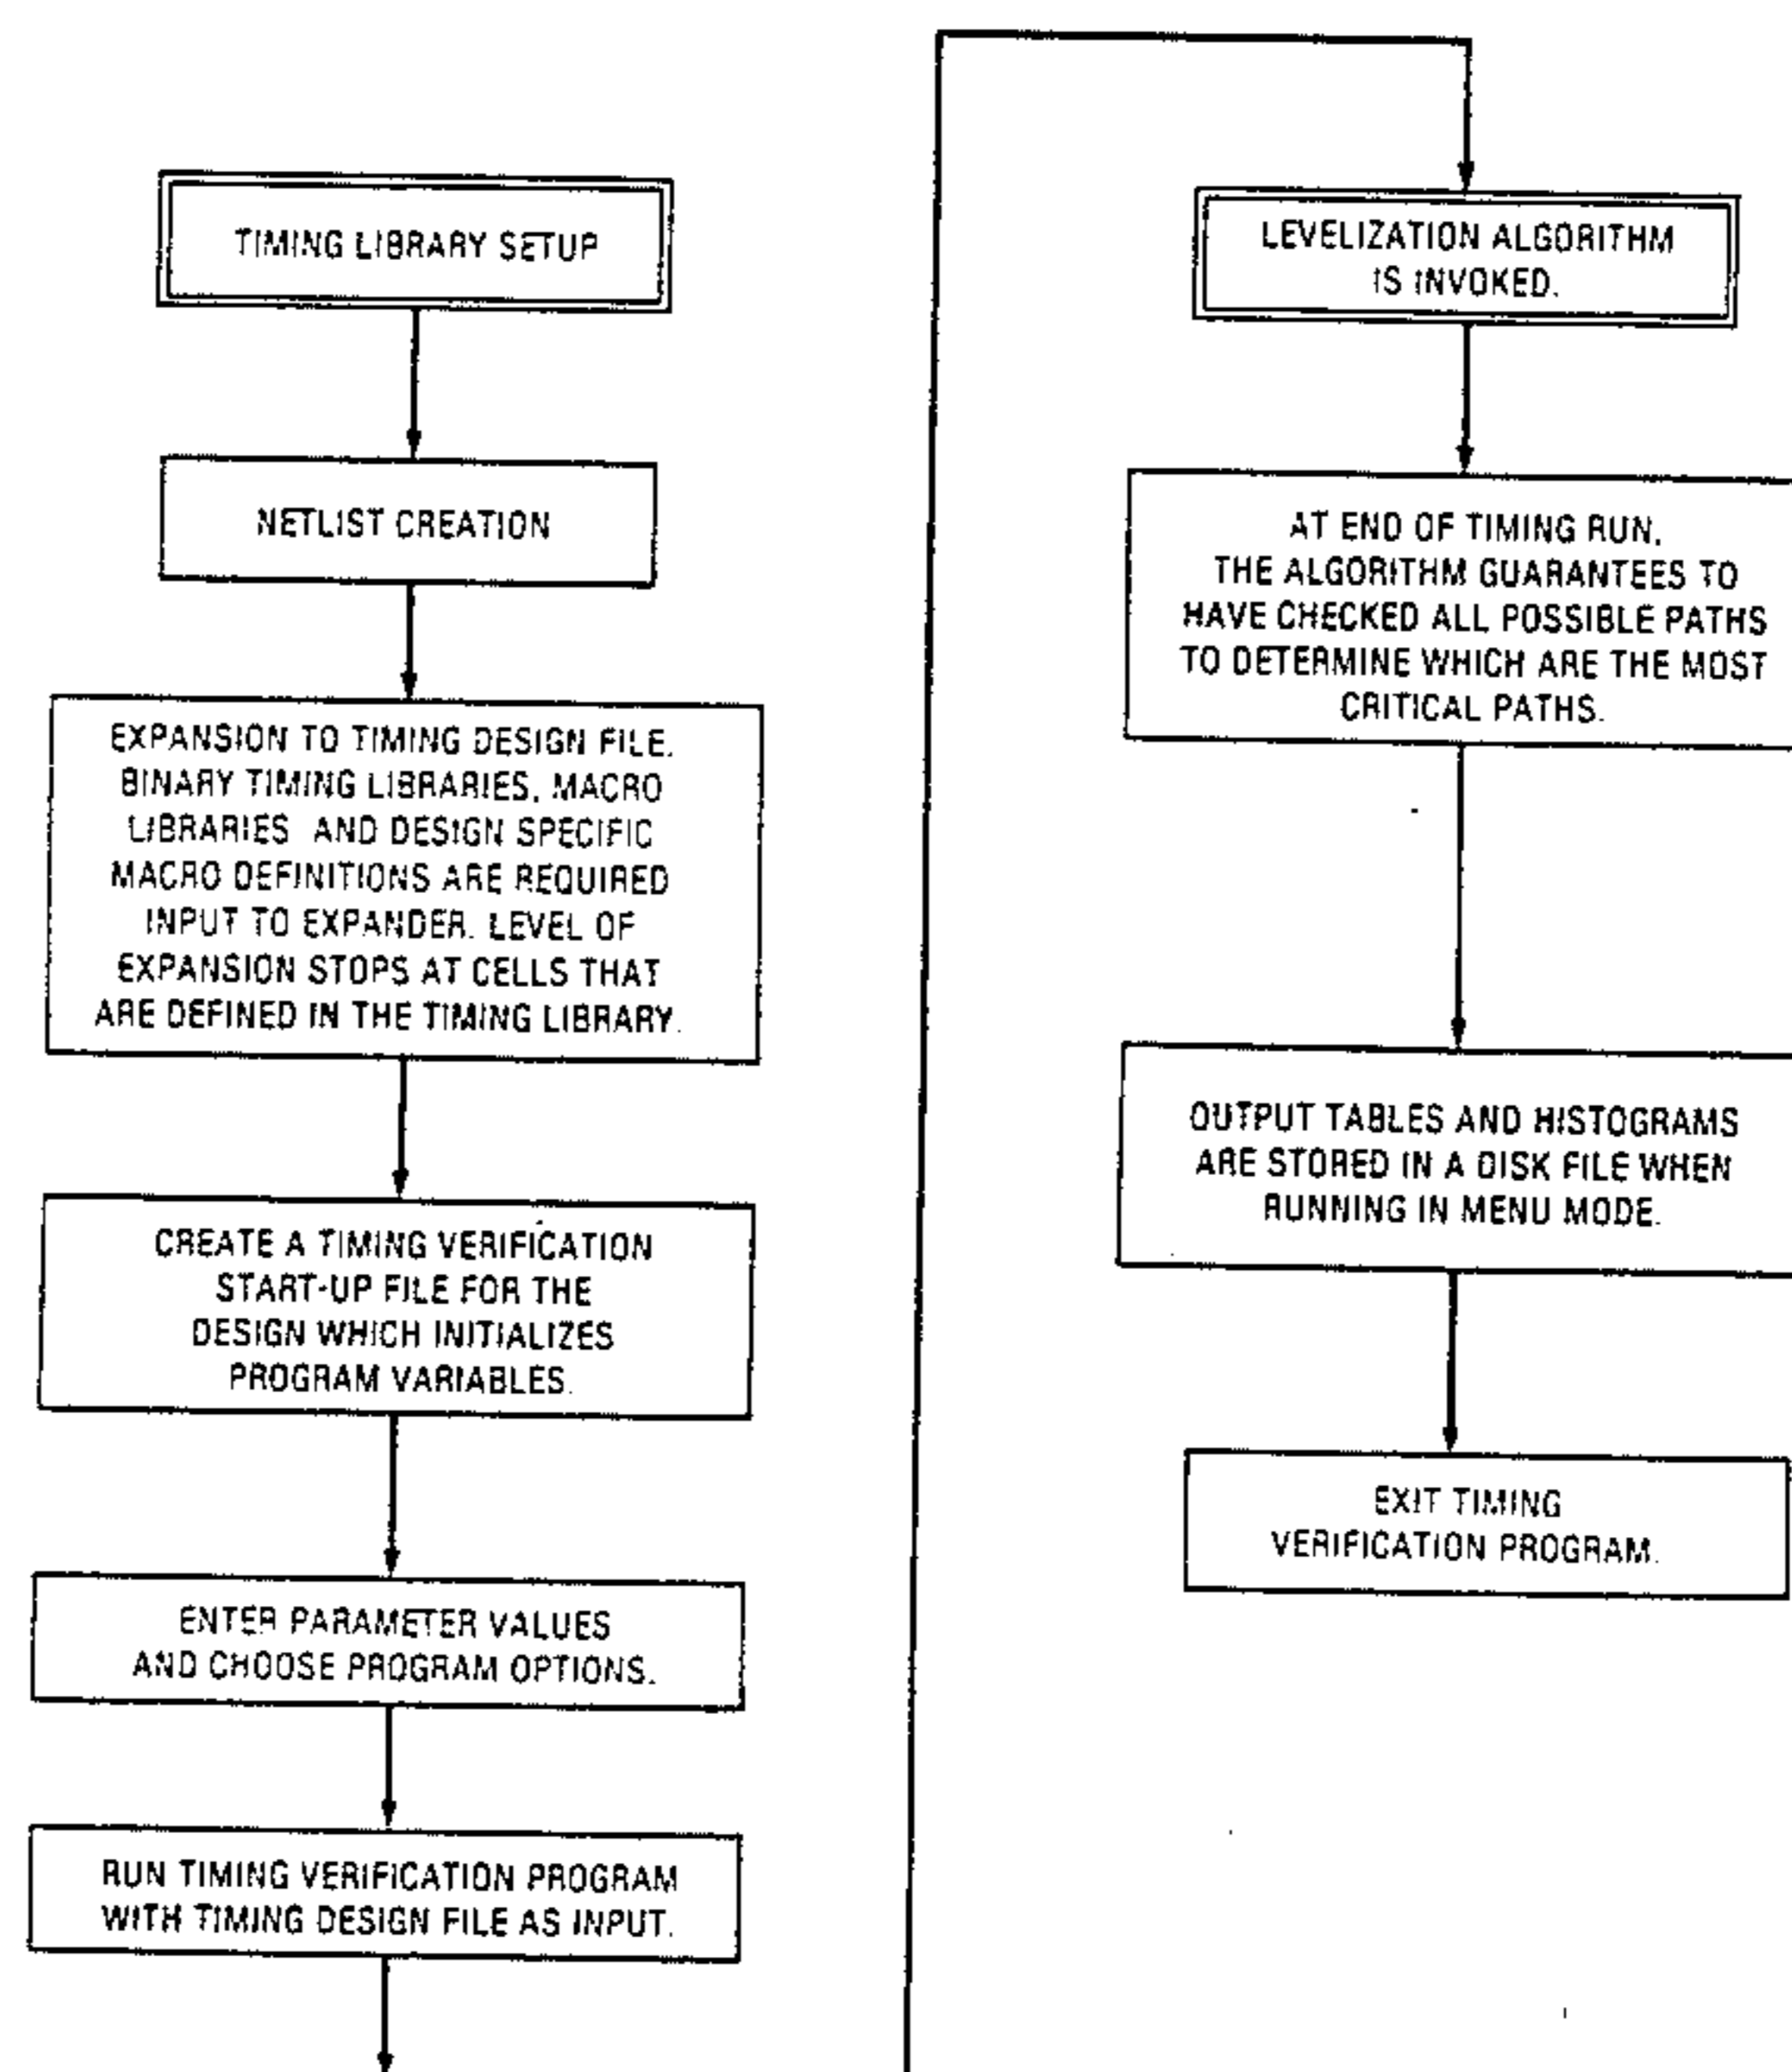 TIMING LIBRARY SETUP
NETLIST CREATION
EXPANSION TO TIMING DESIGN FILE.
BINARY TIMING LIBRARIES, MACRO
LIBRARIES AND DESIGN SPECIFIC
MACRO DEFINITIONS ARE REQUIRED
INPUT TO EXPANDER. LEVEL OF
EXPANSION STOPS AT CELLS THAT
ARE DEFINED IN THE TIMING LIBRARY.
CREATE A TIMING VERIFICATION
START-UP FILE FOR THE
DESIGN WHICH INITIALIZES
PROGRAM VARIABLES.
ENTER PARAMETER VALUES
AND CHOOSE PROGRAM OPTIONS.
RUN TIMING VERIFICATION PROGRAM
WITH TIMING DESIGN FILE AS INPUT.
LEVELIZATION ALGORITHM
IS INVOKED.
AT END OF TIMING RUN,
THE ALGORITHM GUARANTEES TO
HAVE CHECKED ALL POSSIBLE PATHS
TO DETERMINE WHICH ARE THE MOST
CRITICAL PATHS.
OUTPUT TABLES AND HISTOGRAMS
ARE STORED IN A DISK FILE WHEN
RUNNING IN MENU MODE.
EXIT TIMING
VERIFICATION PROGRAM.